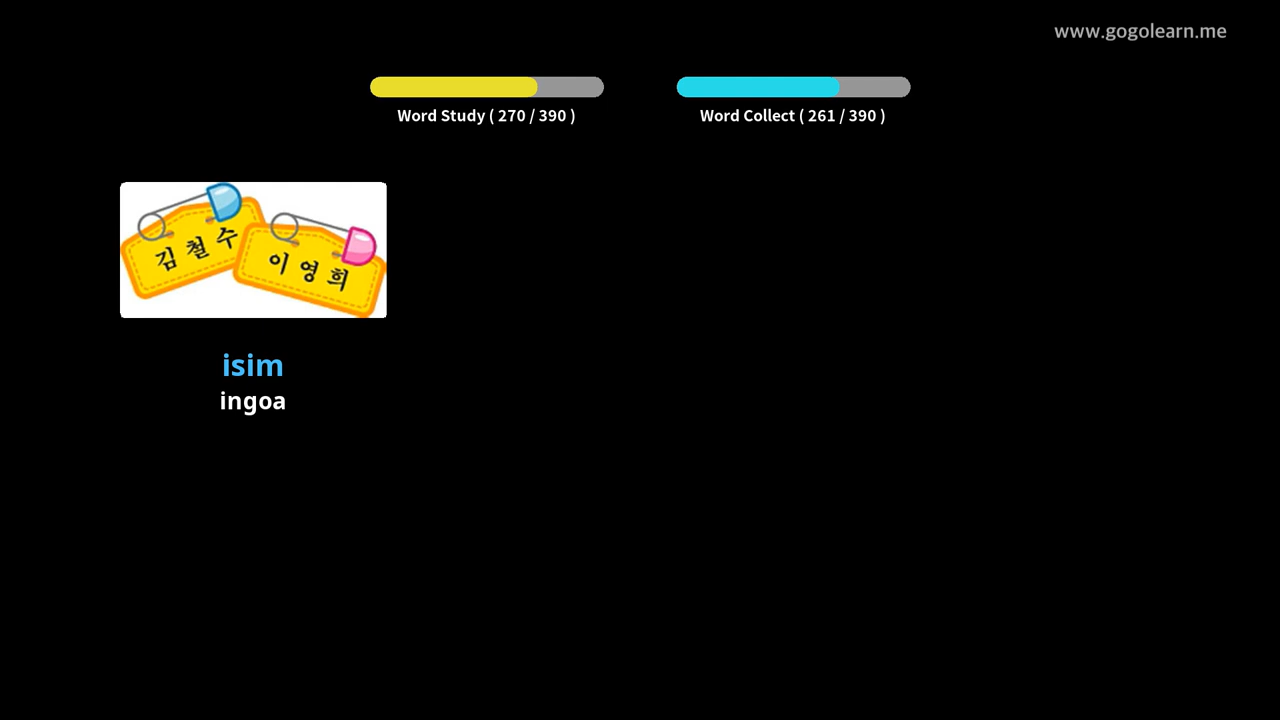 www.gogolearn.me
Word Study ( 270 / 390 )
Word Collect ( 261 / 390 )
김철수
이영희
isim
ingoa